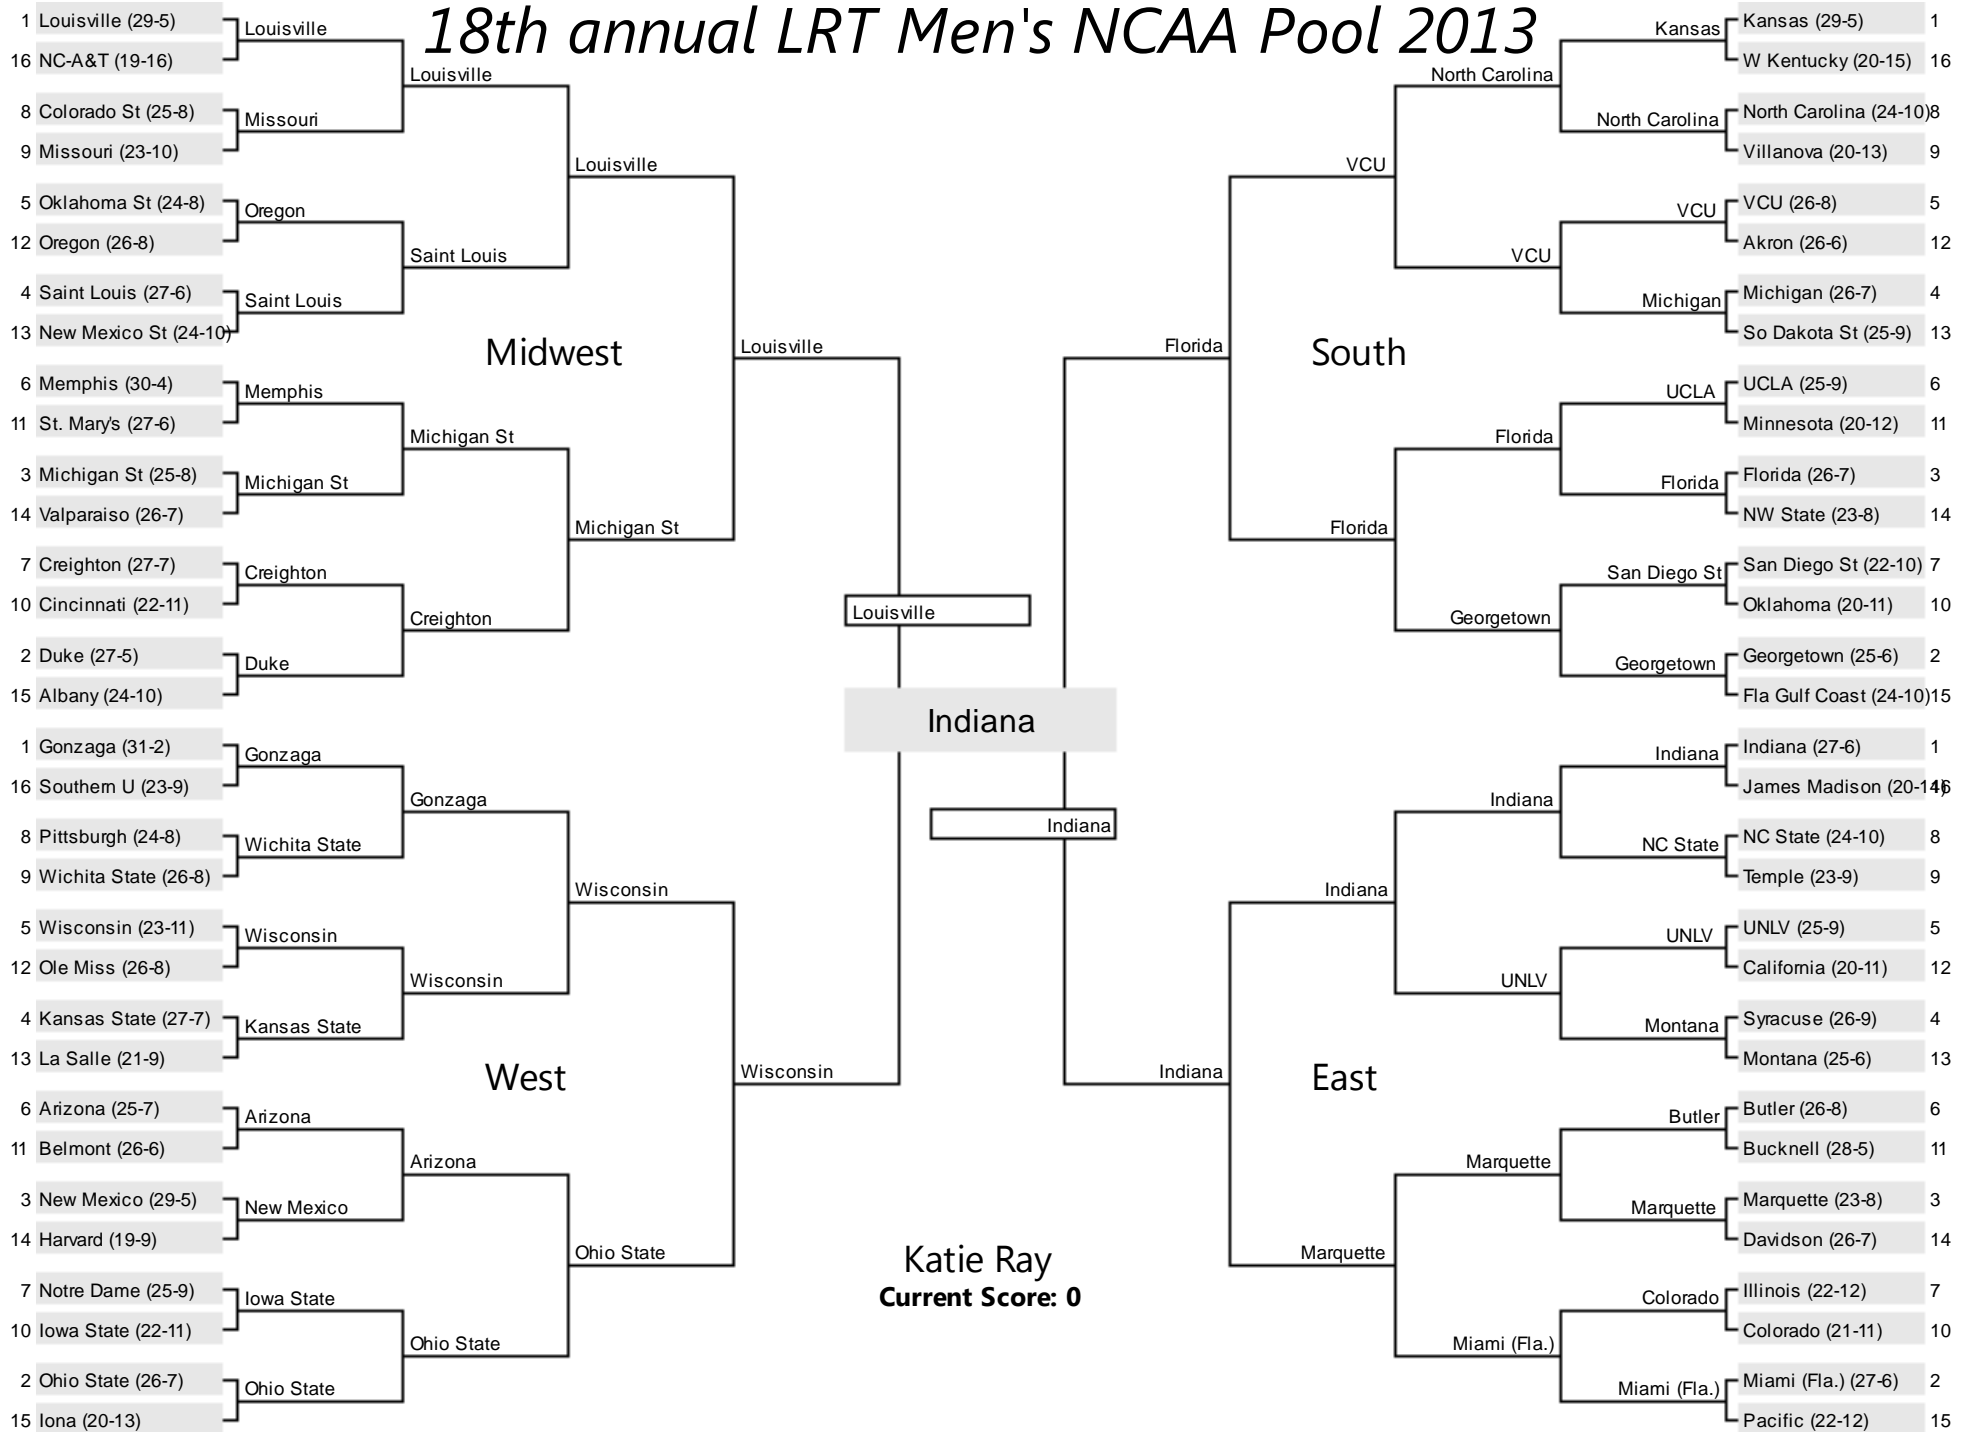 18th annual LRT Men's NCAA Pool 2013
1 Louisville (29-5)
16 NC-A&T (19-16)
8 Colorado St (25-8)
9 Missouri (23-10)
5 Oklahoma St (24-8)
12 Oregon (26-8)
4 Saint Louis (27-6)
13 New Mexico St (24-10)
6 Memphis (30-4)
11 St. Mary's (27-6)
3 Michigan St (25-8)
14 Valparaiso (26-7)
7 Creighton (27-7)
10 Cincinnati (22-11)
2 Duke (27-5)
15 Albany (24-10)
Louisville
Missouri
Oregon
Saint Louis
Memphis
Michigan St
Creighton
Duke
Louisville
Saint Louis
Michigan St
Creighton
Louisville
Michigan St
Midwest
Louisville
1 Gonzaga (31-2)
16 Southern U (23-9)
8 Pittsburgh (24-8)
9 Wichita State (26-8)
5 Wisconsin (23-11)
12 Ole Miss (26-8)
4 Kansas State (27-7)
13 La Salle (21-9)
6 Arizona (25-7)
11 Belmont (26-6)
3 New Mexico (29-5)
14 Harvard (19-9)
7 Notre Dame (25-9)
10 Iowa State (22-11)
2 Ohio State (26-7)
15 Iona (20-13)
Gonzaga
Wichita State
Wisconsin
Kansas State
Arizona
New Mexico
Iowa State
Ohio State
Gonzaga
Wisconsin
Arizona
Ohio State
Wisconsin
Ohio State
West
Wisconsin
Louisville
Indiana
Indiana
Katie Ray
Current Score: 0
Kansas (29-5) 1
W Kentucky (20-15) 16
North Carolina (24-10) 8
Villanova (20-13) 9
VCU (26-8) 5
Akron (26-6) 12
Michigan (26-7) 4
So Dakota St (25-9) 13
UCLA (25-9) 6
Minnesota (20-12) 11
Florida (26-7) 3
NW State (23-8) 14
San Diego St (22-10) 7
Oklahoma (20-11) 10
Georgetown (25-6) 2
Fla Gulf Coast (24-10) 15
Kansas
North Carolina
VCU
Michigan
UCLA
Florida
San Diego St
Georgetown
North Carolina
VCU
Florida
Georgetown
VCU
Florida
South
Florida
Indiana (27-6) 1
James Madison (20-14) 16
NC State (24-10) 8
Temple (23-9) 9
UNLV (25-9) 5
California (20-11) 12
Syracuse (26-9) 4
Montana (25-6) 13
Butler (26-8) 6
Bucknell (28-5) 11
Marquette (23-8) 3
Davidson (26-7) 14
Illinois (22-12) 7
Colorado (21-11) 10
Miami (Fla.) (27-6) 2
Pacific (22-12) 15
Indiana
NC State
UNLV
Montana
Butler
Marquette
Colorado
Miami (Fla.)
Indiana
UNLV
Marquette
Miami (Fla.)
Indiana
Marquette
East
Indiana